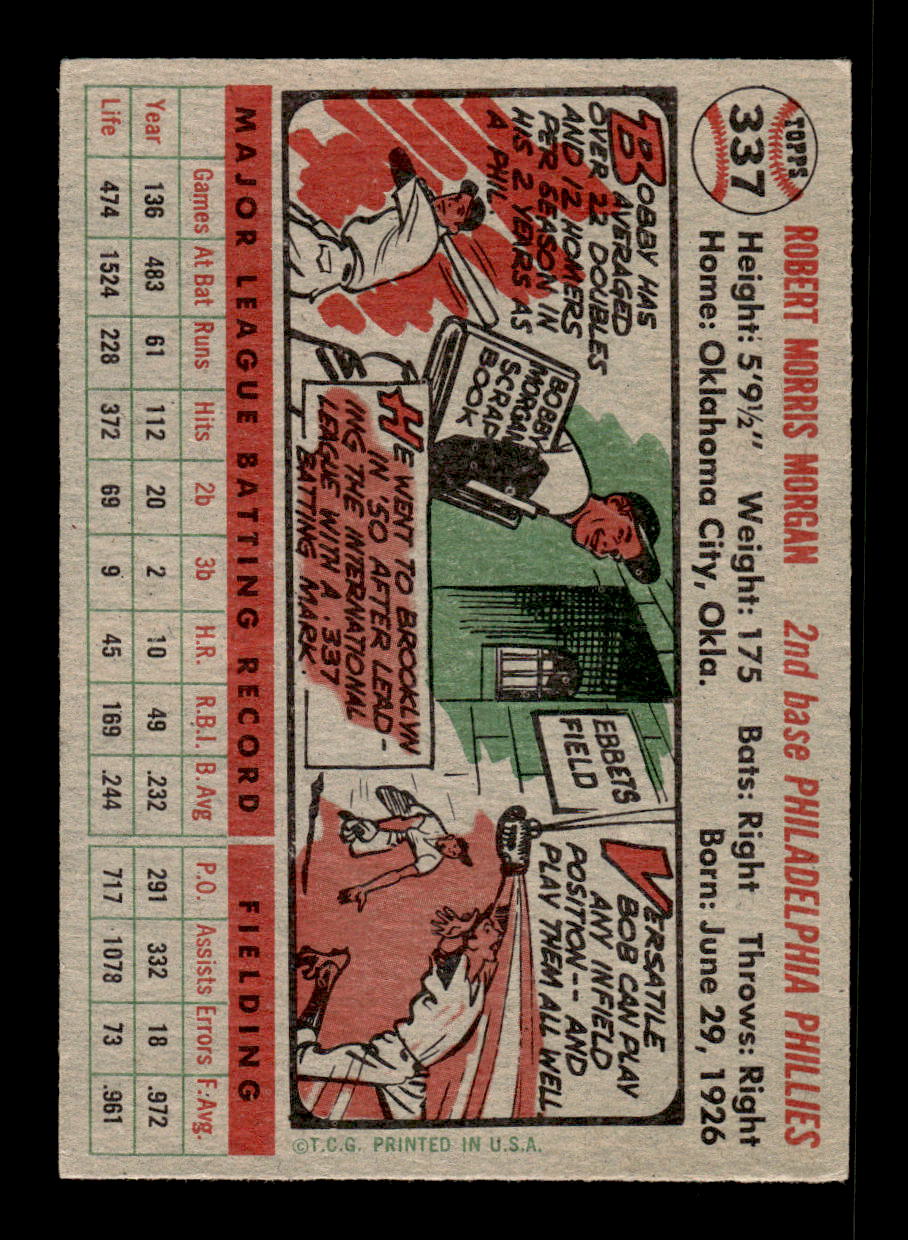 TOPPS
337
ROBERT MORRIS MORGAN 2nd base PHILADELPHIA PHILLIES
Height: 5'9½" Weight: 175 Bats: Right Throws: Right
Home: Oklahoma City, Okla. Born: June 29, 1926
BOBBY HAS
AVERAGED
OVER 22 DOUBLES
AND 12 HOMERS
PER SEASON IN
HIS 2 YEARS AS
A PHIL.
BOBBY
MORGAN
SCRAP
BOOK
EBBETS
FIELD
HE WENT TO BROOKLYN
IN '50 AFTER LEAD-
ING THE INTERNATIONAL
LEAGUE WITH A .337
BATTING MARK.
VERSATILE
BOB CAN PLAY
ANY INFIELD
POSITION-- AND
PLAY THEM ALL WELL.
MAJOR LEAGUE BATTING RECORD FIELDING
Games At Bat Runs Hits 2b 3b H.R. R.B.I. B. Avg P.O. Assists Errors F. Avg.
Year 136 483 61 112 20 2 10 49 .232 291 332 18 .972
Life 474 1524 228 372 69 9 45 169 .244 717 1078 73 .961
©T.C.G. PRINTED IN U.S.A.